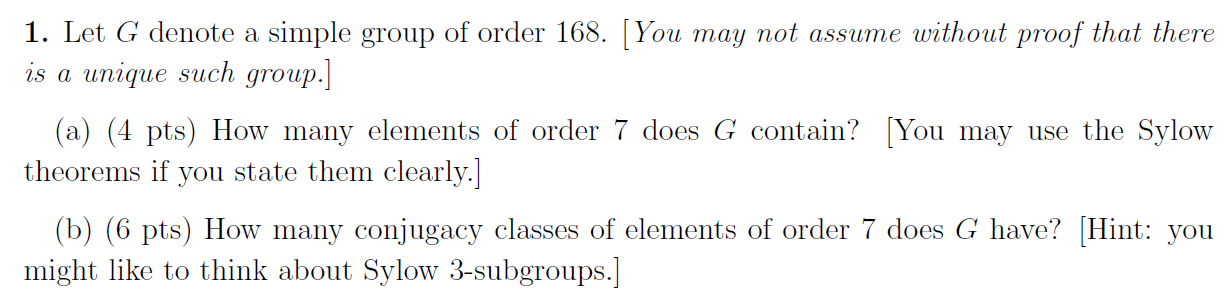 1. Let G denote a simple group of order 168. [You may not assume without proof that there
is a unique such group.]
(a) (4 pts) How many elements of order 7 does G contain? [You may use the Sylow
theorems if you state them clearly.]
(b) (6 pts) How many conjugacy classes of elements of order 7 does G have? [Hint: you
might like to think about Sylow 3-subgroups.]